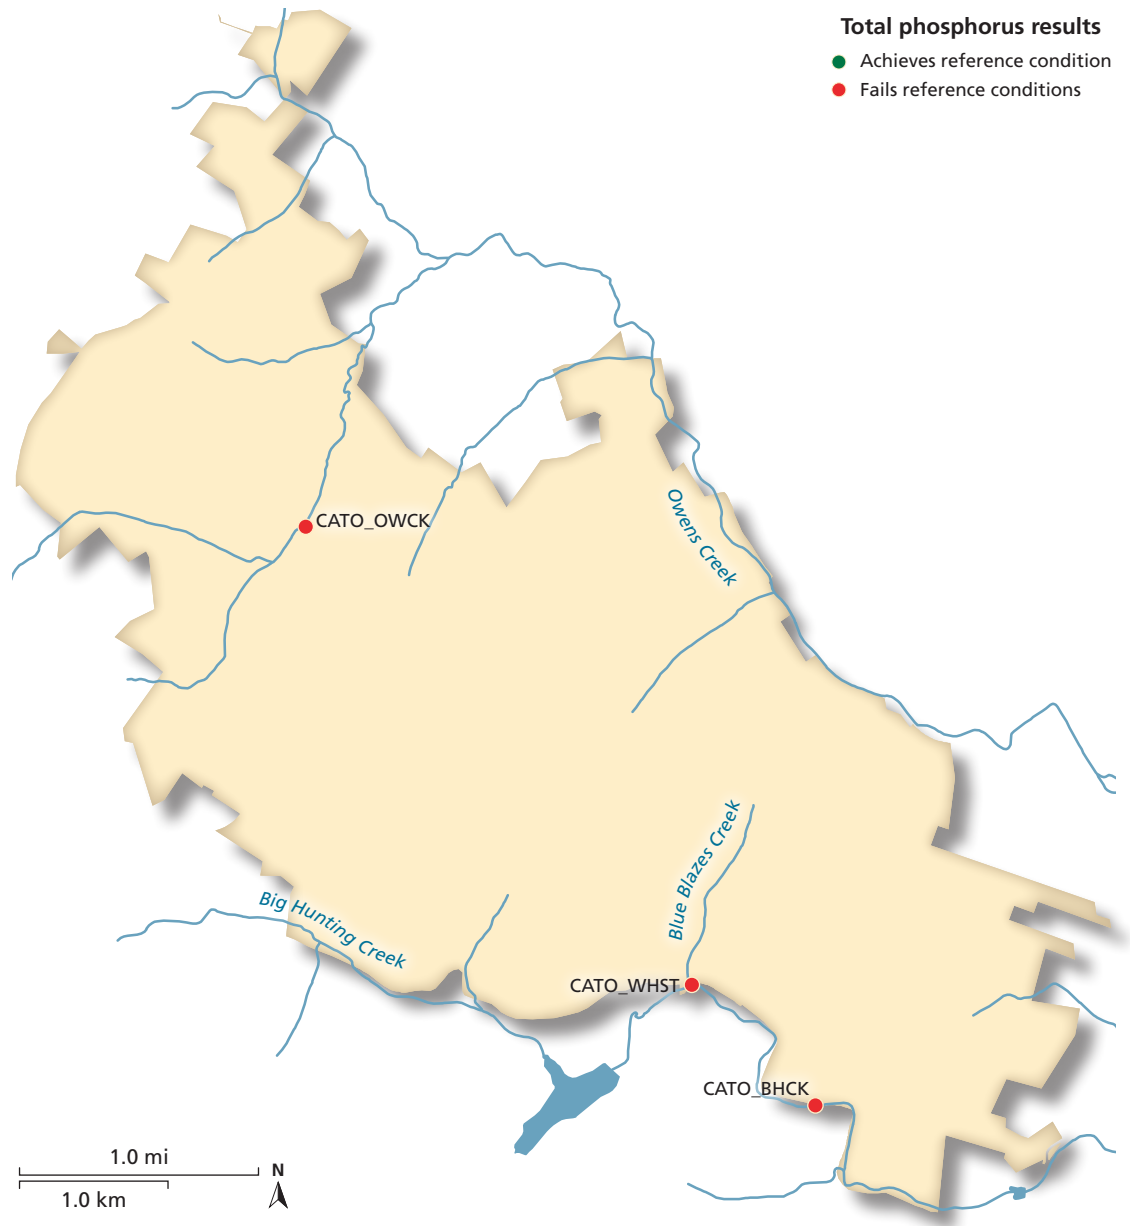 Total phosphorus results
Achieves reference condition
Fails reference conditions
CATO_OWCK
Owens Creek
Blue Blazes Creek
Big Hunting Creek
CATO_WHST
CATO_BHCK
1.0 mi
1.0 km
N